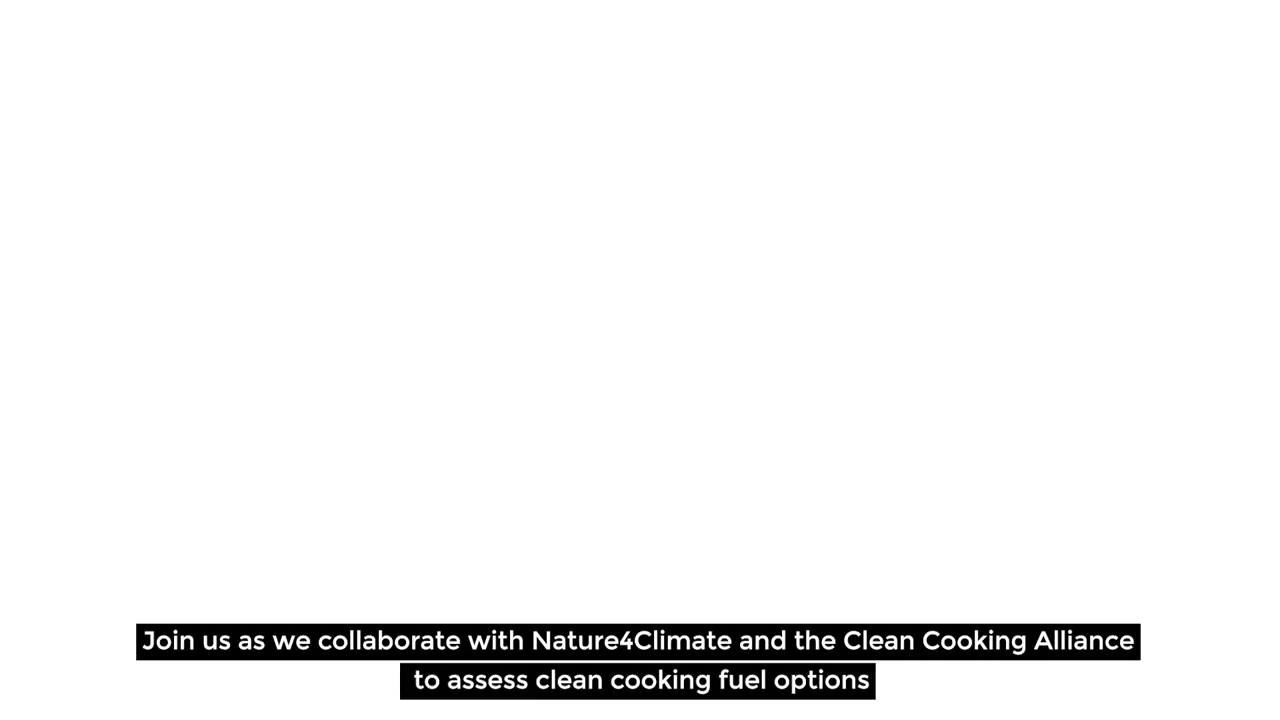 Join us as we collaborate with Nature4Climate and the Clean Cooking Alliance
to assess clean cooking fuel options